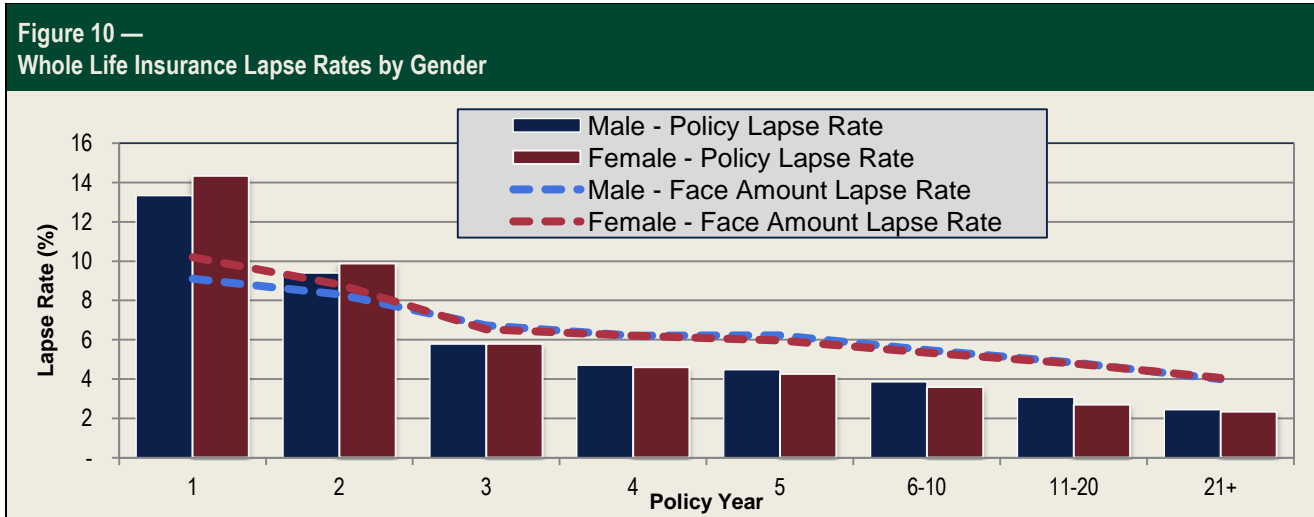 Figure 10 —
Whole Life Insurance Lapse Rates by Gender
Male - Policy Lapse Rate
Female - Policy Lapse Rate
Male - Face Amount Lapse Rate
Female - Face Amount Lapse Rate
Lapse Rate (%)
16
14
12
10
8
6
4
2
-
1 2 3 4 5 6-10 11-20 21+
Policy Year